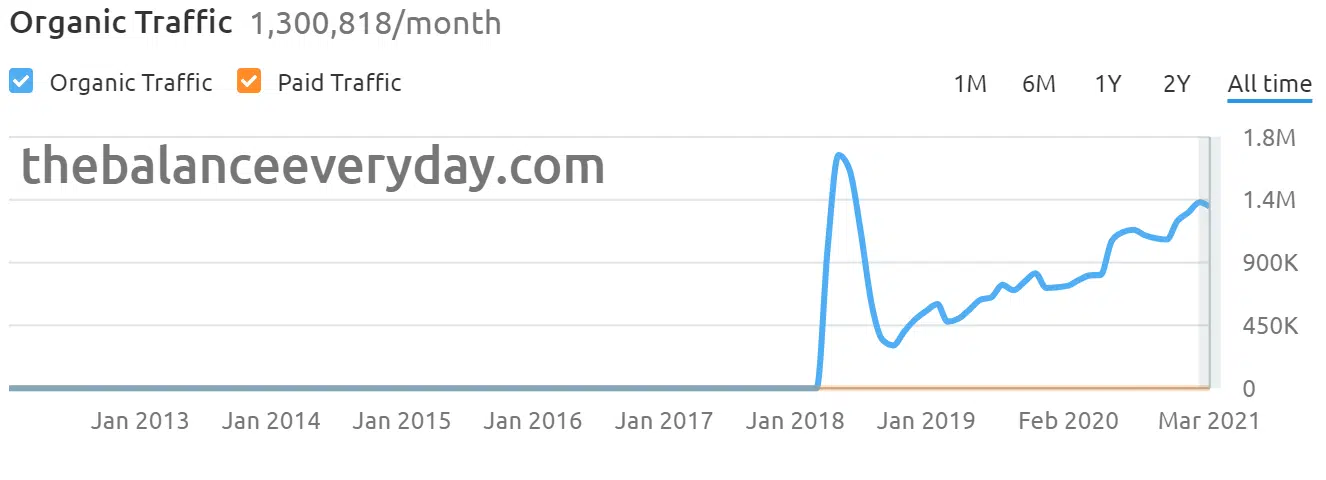 Organic Traffic 1,300,818/month
Organic Traffic Paid Traffic 1M 6M 1Y 2Y All time
thebalanceeveryday.com
1.8M
1.4M
900K
450K
0
Jan 2013 Jan 2014 Jan 2015 Jan 2016 Jan 2017 Jan 2018 Jan 2019 Feb 2020 Mar 2021